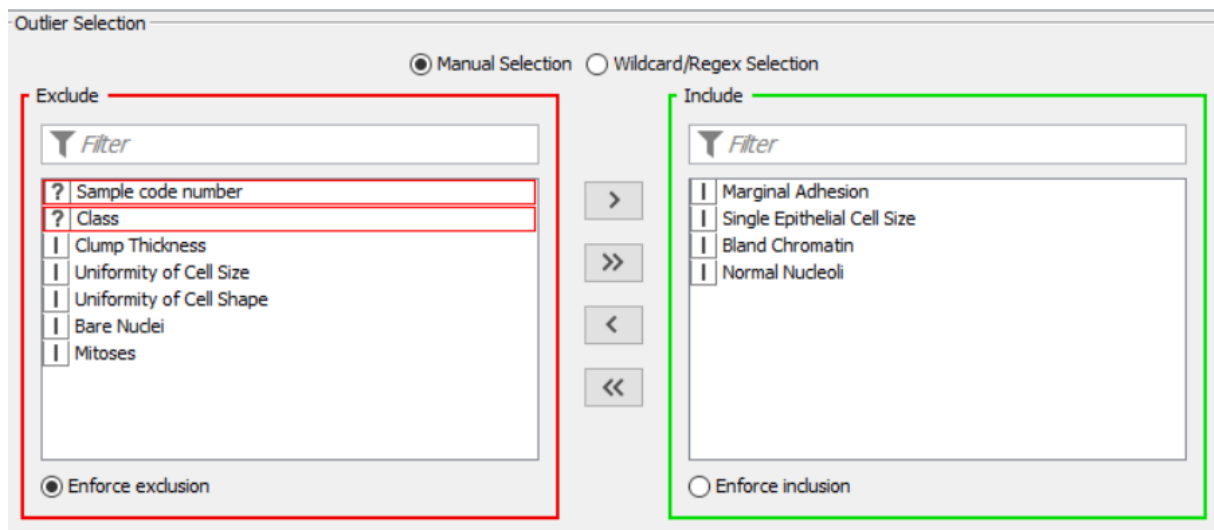 Outlier Selection
Manual Selection Wildcard/Regex Selection
Exclude
Filter
? Sample code number
? Class
I Clump Thickness
I Uniformity of Cell Size
I Uniformity of Cell Shape
I Bare Nuclei
I Mitoses
Enforce exclusion
>
>>
<
<<
Include
Filter
I Marginal Adhesion
I Single Epithelial Cell Size
I Bland Chromatin
I Normal Nucleoli
Enforce inclusion